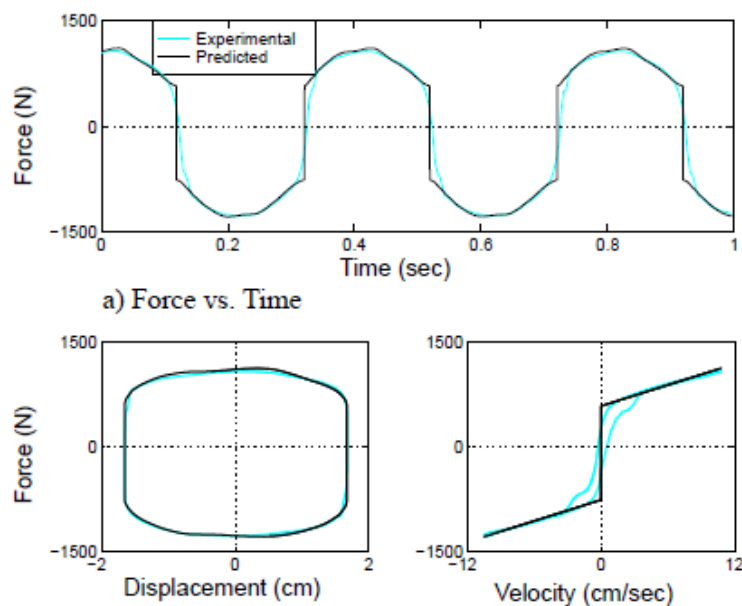 1500
Experimental
Predicted
0
Force (N)
−1500
0 0.2 0.4 0.6 0.8 1
Time (sec)
a) Force vs. Time
1500
0
Force (N)
−1500
−2 0 2
Displacement (cm)
1500
0
−1500
−12 0 12
Velocity (cm/sec)